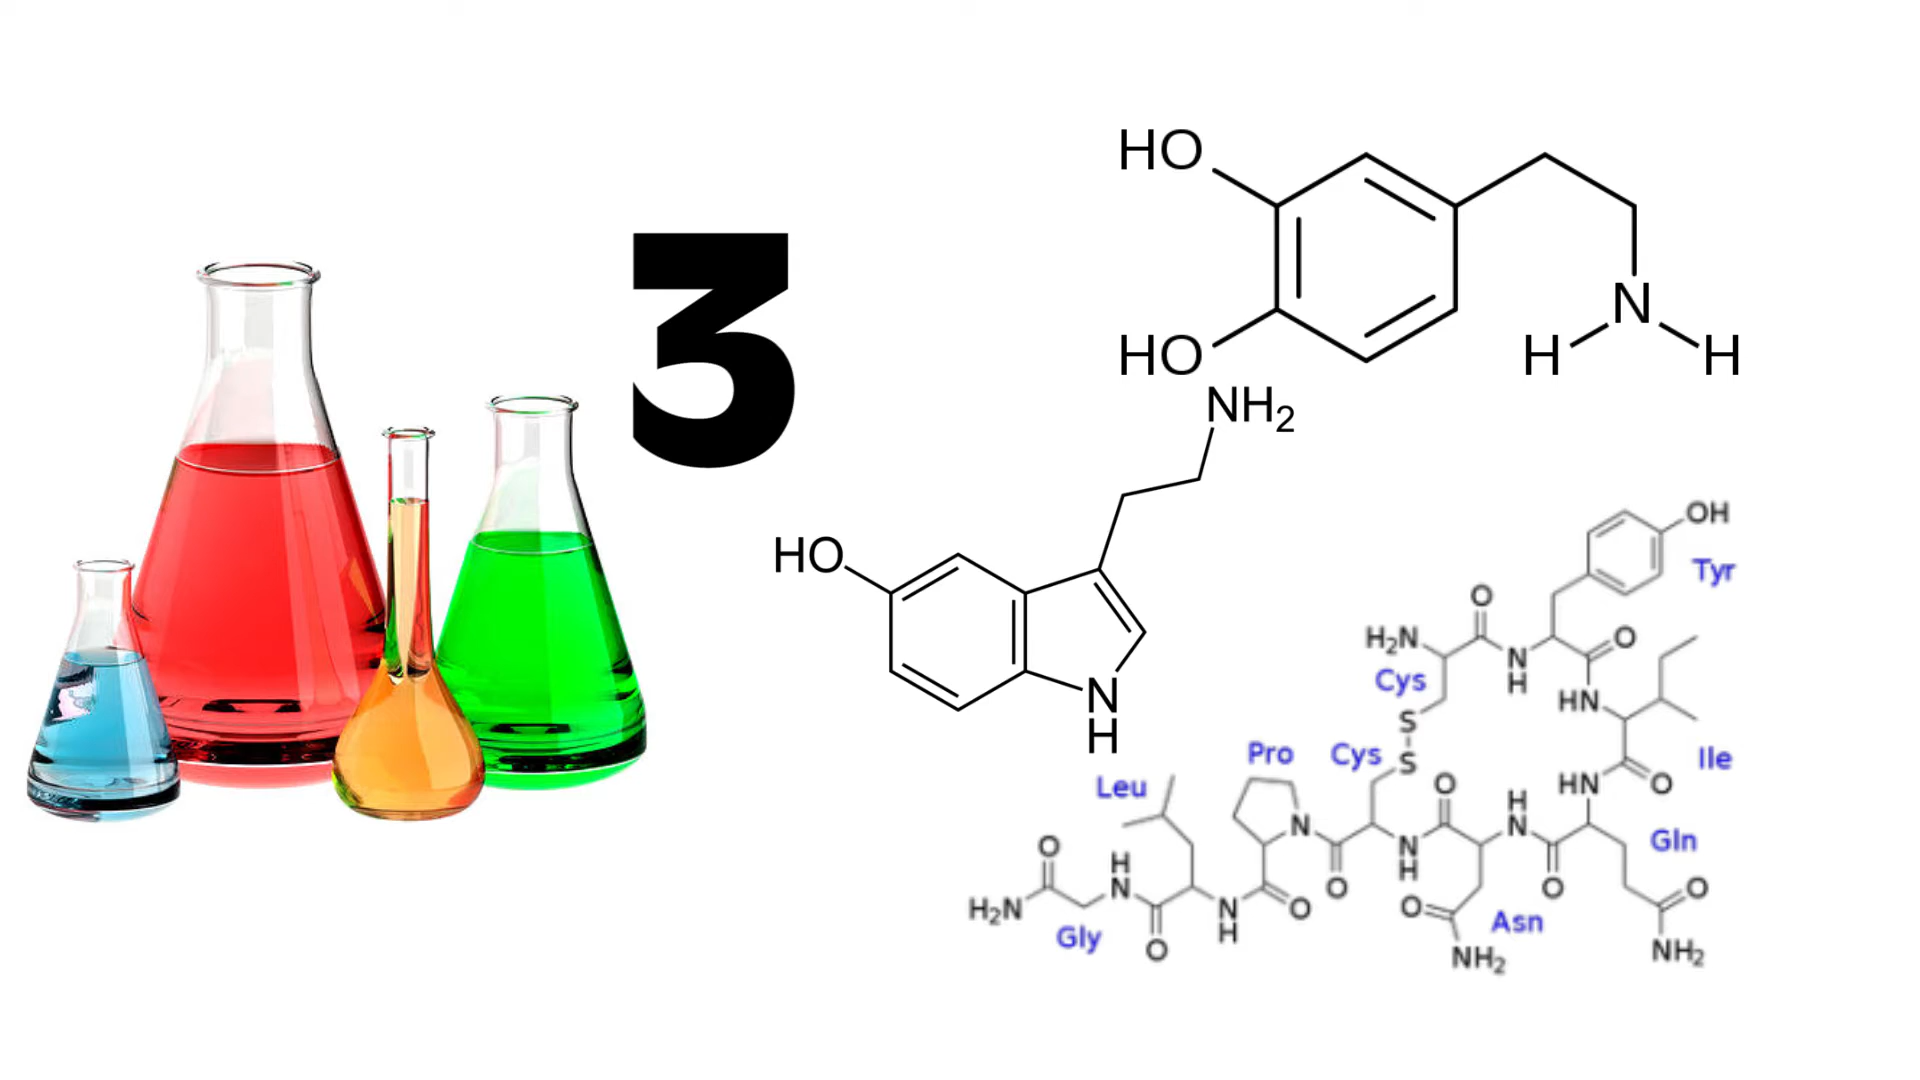 3
HO
HO
N
H H
NH₂
HO
N
H
OH
Tyr
O
H₂N
N
H
O
Cys
HN
S
S
Cys
Pro
Ile
Leu
O
HN
O
H
N
N
N
H
Gln
O
H
N
O
O
O
H₂N
N
H
O
O
Asn
Gly
O
NH₂
NH₂